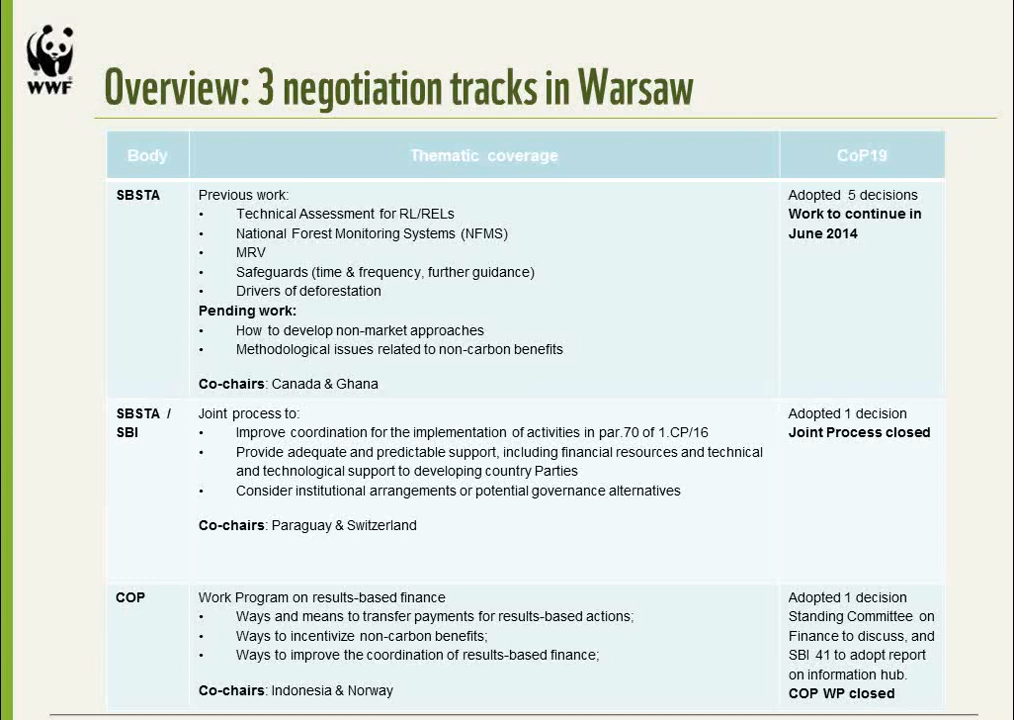 WWF
Overview: 3 negotiation tracks in Warsaw
Body Thematic coverage CoP19
SBSTA
Previous work:
• Technical Assessment for RL/RELs
• National Forest Monitoring Systems (NFMS)
• MRV
• Safeguards (time & frequency, further guidance)
• Drivers of deforestation
Pending work:
• How to develop non-market approaches
• Methodological issues related to non-carbon benefits
Co-chairs: Canada & Ghana
Adopted 5 decisions
Work to continue in
June 2014
SBSTA /
SBI
Joint process to:
• Improve coordination for the implementation of activities in par.70 of 1.CP/16
• Provide adequate and predictable support, including financial resources and technical
and technological support to developing country Parties
• Consider institutional arrangements or potential governance alternatives
Co-chairs: Paraguay & Switzerland
Adopted 1 decision
Joint Process closed
COP
Work Program on results-based finance
• Ways and means to transfer payments for results-based actions;
• Ways to incentivize non-carbon benefits;
• Ways to improve the coordination of results-based finance;
Co-chairs: Indonesia & Norway
Adopted 1 decision
Standing Committee on
Finance to discuss, and
SBI 41 to adopt report
on information hub.
COP WP closed